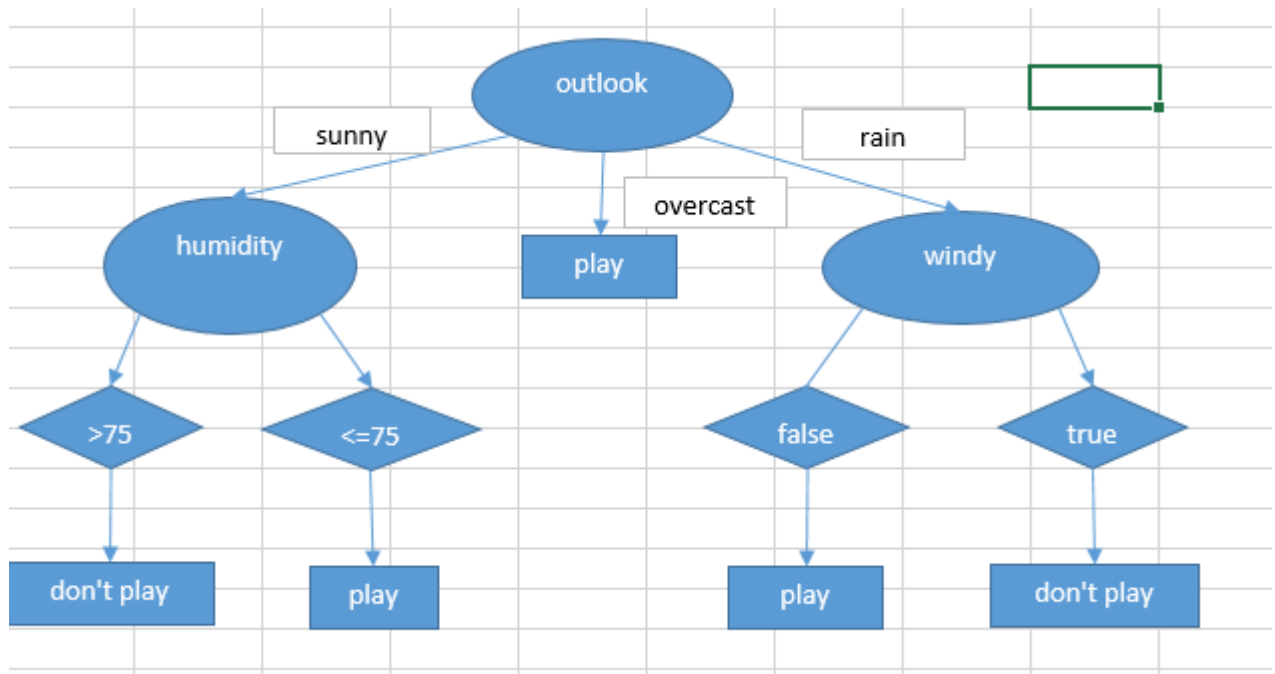 outlook
sunny
rain
overcast
humidity
play
windy
>75
<=75
false
true
don't play
play
play
don't play